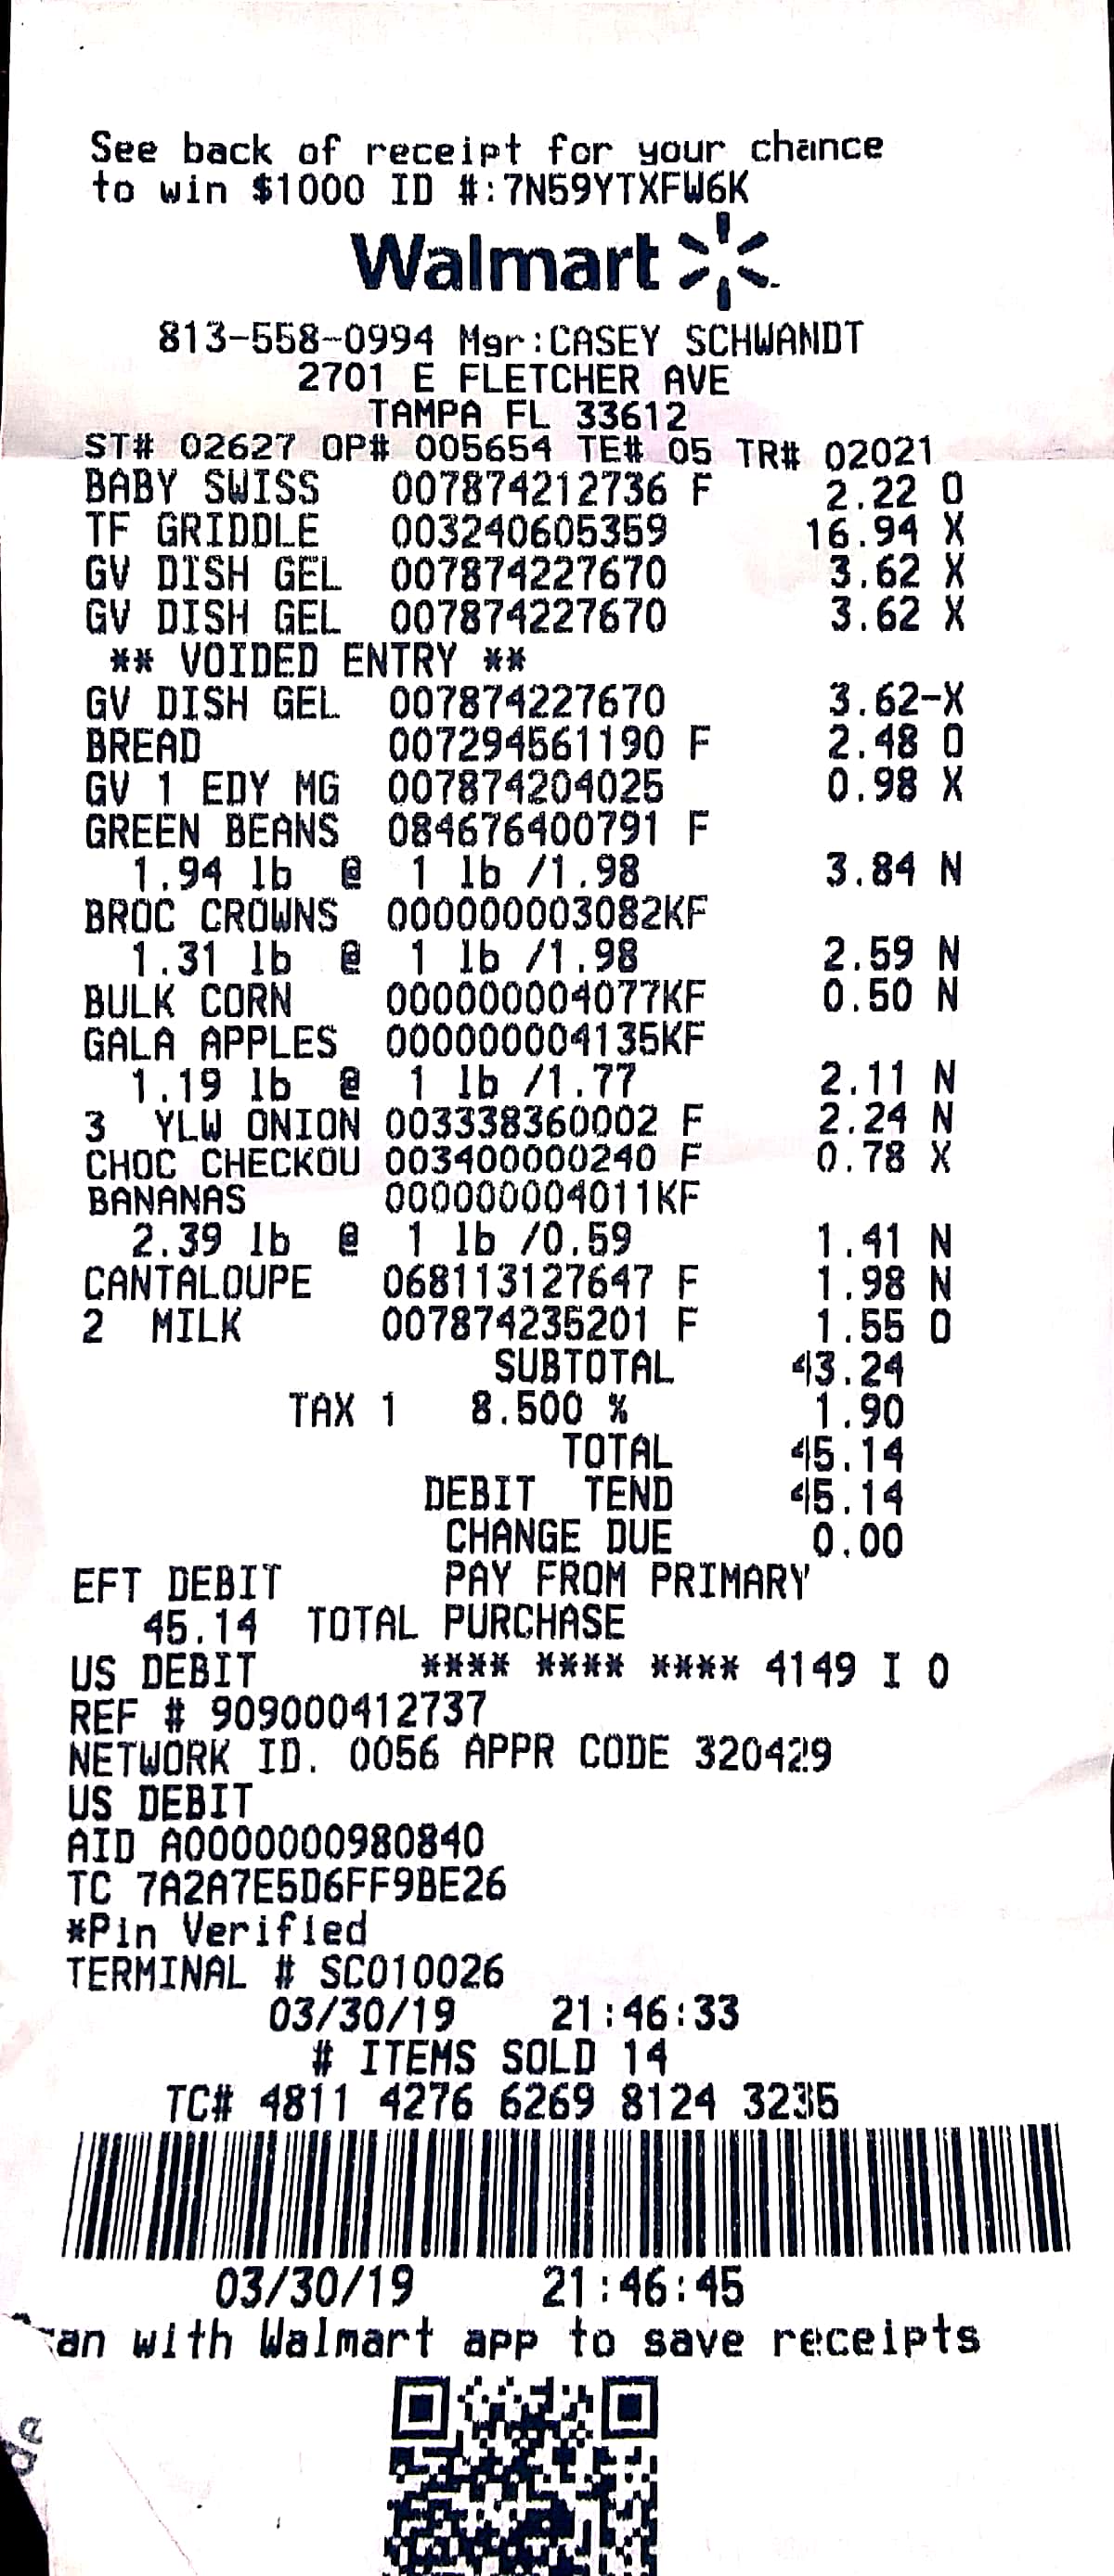 See back of receipt for your chance
to win $1000 ID #:7N59YTXFW6K
Walmart
813-558-0994 Mgr:CASEY SCHWANDT
2701 E FLETCHER AVE
TAMPA FL 33612
ST# 02627 OP# 005654 TE# 05 TR# 02021
BABY SWISS 007874212736 F 2.22 O
TF GRIDDLE 003240605359 16.94 X
GV DISH GEL 007874227670 3.62 X
GV DISH GEL 007874227670 3.62 X
** VOIDED ENTRY **
GV DISH GEL 007874227670 3.62-X
BREAD 007294561190 F 2.48 O
GV 1 EDY MG 007874204025 0.98 X
GREEN BEANS 084676400791 F
1.94 lb @ 1 lb /1.98 3.84 N
BROC CROWNS 000000003082KF
1.31 lb @ 1 lb /1.98 2.59 N
BULK CORN 000000004077KF 0.50 N
GALA APPLES 000000004135KF
1.19 lb @ 1 lb /1.77 2.11 N
3 YLW ONION 003338360002 F 2.24 N
CHOC CHECKOU 003400000240 F 0.78 X
BANANAS 000000004011KF
2.39 lb @ 1 lb /0.59 1.41 N
CANTALOUPE 068113127647 F 1.98 N
2 MILK 007874235201 F 1.55 O
SUBTOTAL 43.24
TAX 1 8.500 % 1.90
TOTAL 45.14
DEBIT TEND 45.14
CHANGE DUE 0.00
EFT DEBIT PAY FROM PRIMARY
45.14 TOTAL PURCHASE
US DEBIT **** **** **** 4149 I 0
REF # 909000412737
NETWORK ID. 0056 APPR CODE 320429
US DEBIT
AID A0000000980840
TC 7A2A7E5D6FF9BE26
*Pin Verified
TERMINAL # SC010026
03/30/19 21:46:33
# ITEMS SOLD 14
TC# 4811 4276 6269 8124 3235
03/30/19 21:46:45
with Walmart app to save receipts